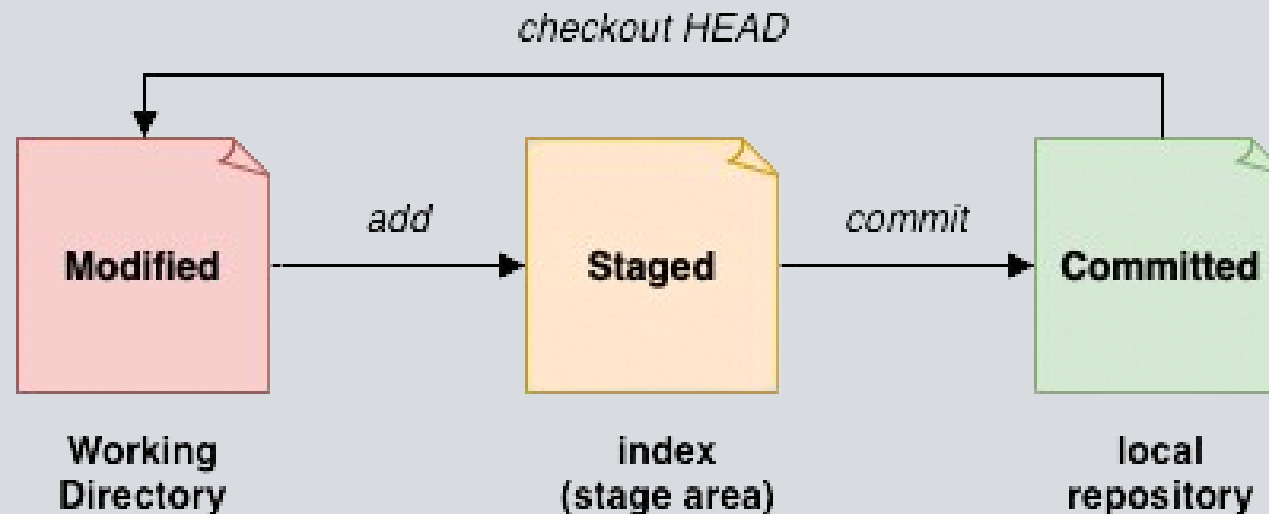 checkout HEAD
add
commit
Modified
Staged
Committed
Working
Directory
index
(stage area)
local
repository